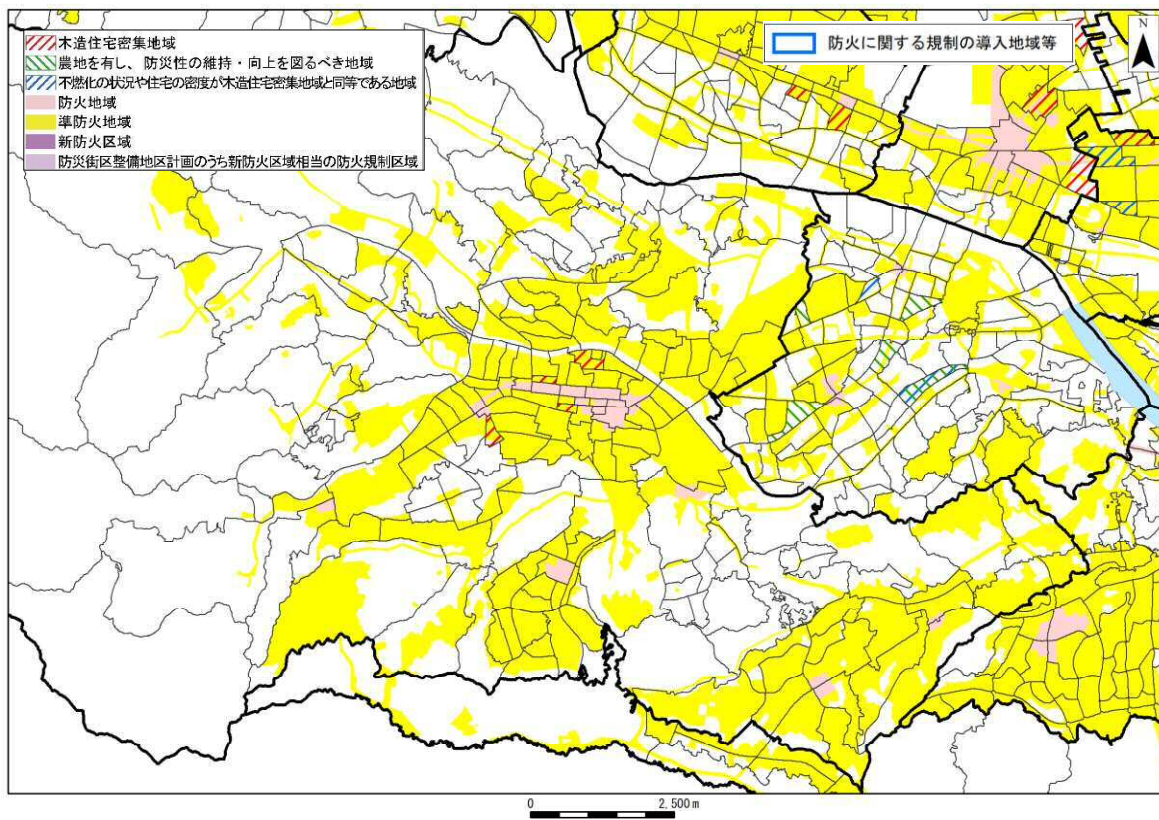 木造住宅密集地域
農地を有し、防災性の維持・向上を図るべき地域
不燃化の状況や住宅の密度が木造住宅密集地域と同等である地域
防火地域
準防火地域
新防火区域
防災街区整備地区計画のうち新防火区域相当の防火規制区域
防火に関する規制の導入地域等
N
0 2,500m